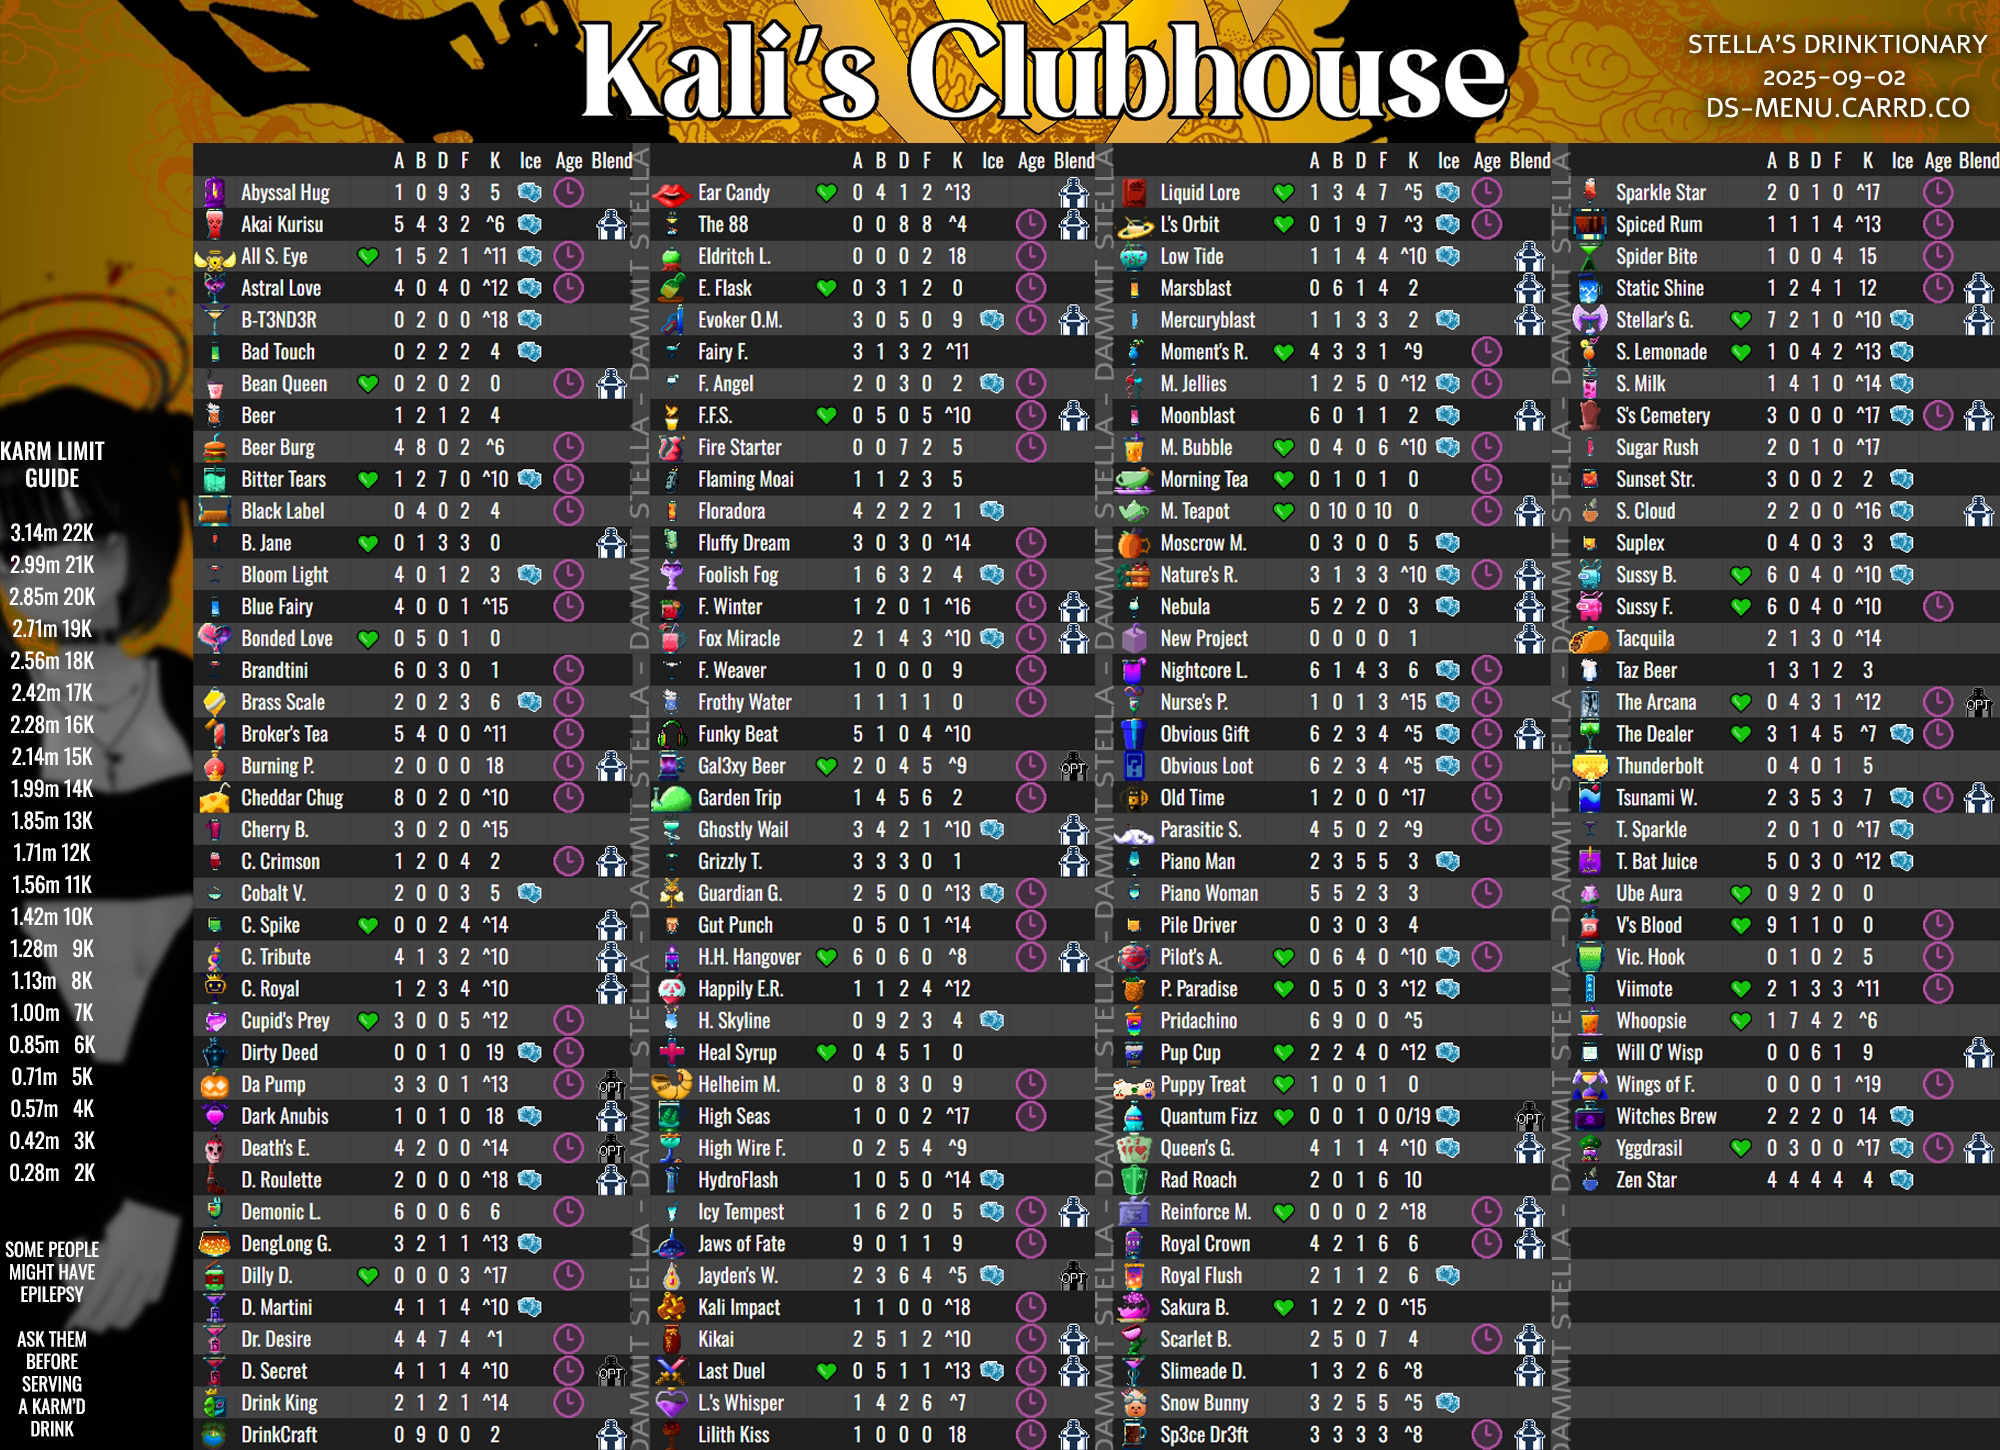 Kali's Clubhouse
STELLA'S DRINKTIONARY
2025-09-02
DS-MENU.CARRD.CO
KARM LIMIT
GUIDE
3.14m 22K
2.99m 21K
2.85m 20K
2.71m 19K
2.56m 18K
2.42m 17K
2.28m 16K
2.14m 15K
1.99m 14K
1.85m 13K
1.71m 12K
1.56m 11K
1.42m 10K
1.28m 9K
1.13m 8K
1.00m 7K
0.85m 6K
0.71m 5K
0.57m 4K
0.42m 3K
0.28m 2K
SOME PEOPLE
MIGHT HAVE
EPILEPSY
ASK THEM
BEFORE
SERVING
A KARM'D
DRINK
A B D F K Ice Age Blend
Abyssal Hug 1 0 9 3 5
Akai Kurisu 5 4 3 2 ^6
All S. Eye 1 5 2 1 ^11
Astral Love 4 0 4 0 ^12
B-T3ND3R 0 2 0 0 ^18
Bad Touch 0 2 2 2 4
Bean Queen 0 2 0 2 0
Beer 1 2 1 2 4
Beer Burg 4 8 0 2 ^6
Bitter Tears 1 2 7 0 ^10
Black Label 0 4 0 2 4
B. Jane 0 1 3 3 0
Bloom Light 4 0 1 2 3
Blue Fairy 4 0 0 1 ^15
Bonded Love 0 5 0 1 0
Brandtini 6 0 3 0 1
Brass Scale 2 0 2 3 6
Broker's Tea 5 4 0 0 ^11
Burning P. 2 0 0 0 18
Cheddar Chug 8 0 2 0 ^10
Cherry B. 3 0 2 0 ^15
C. Crimson 1 2 0 4 2
Cobalt V. 2 0 0 3 5
C. Spike 0 0 2 4 ^14
C. Tribute 4 1 3 2 ^10
C. Royal 1 2 3 4 ^10
Cupid's Prey 3 0 0 5 ^12
Dirty Deed 0 0 1 0 19
Da Pump 3 3 0 1 ^13 OPT
Dark Anubis 1 0 1 0 18
Death's E. 4 2 0 0 ^14 OPT
D. Roulette 2 0 0 0 ^18
Demonic L. 6 0 0 6 6
DengLong G. 3 2 1 1 ^13
Dilly D. 0 0 0 3 ^17
D. Martini 4 1 1 4 ^10
Dr. Desire 4 4 7 4 ^1
D. Secret 4 1 1 4 ^10 OPT
Drink King 2 1 2 1 ^14
DrinkCraft 0 9 0 0 2
DAMMIT STELLA - DAMMIT STELLA - DAMMIT STELLA - DAMMIT STELLA
A B D F K Ice Age Blend
Ear Candy 0 4 1 2 ^13
The 88 0 0 8 8 ^4
Eldritch L. 0 0 0 2 18
E. Flask 0 3 1 2 0
Evoker O.M. 3 0 5 0 9
Fairy F. 3 1 3 2 ^11
F. Angel 2 0 3 0 2
F.F.S. 0 5 0 5 ^10
Fire Starter 0 0 7 2 5
Flaming Moai 1 1 2 3 5
Floradora 4 2 2 2 1
Fluffy Dream 3 0 3 0 ^14
Foolish Fog 1 6 3 2 4
F. Winter 1 2 0 1 ^16
Fox Miracle 2 1 4 3 ^10
F. Weaver 1 0 0 0 9
Frothy Water 1 1 1 1 0
Funky Beat 5 1 0 4 ^10
Gal3xy Beer 2 0 4 5 ^9 OPT
Garden Trip 1 4 5 6 2
Ghostly Wail 3 4 2 1 ^10
Grizzly T. 3 3 3 0 1
Guardian G. 2 5 0 0 ^13
Gut Punch 0 5 0 1 ^14
H.H. Hangover 6 0 6 0 ^8
Happily E.R. 1 1 2 4 ^12
H. Skyline 0 9 2 3 4
Heal Syrup 0 4 5 1 0
Helheim M. 0 8 3 0 9
High Seas 1 0 0 2 ^17
High Wire F. 0 2 5 4 ^9
HydroFlash 1 0 5 0 ^14
Icy Tempest 1 6 2 0 5
Jaws of Fate 9 0 1 1 9
Jayden's W. 2 3 6 4 ^5 OPT
Kali Impact 1 1 0 0 ^18
Kikai 2 5 1 2 ^10
Last Duel 0 5 1 1 ^13
L.'s Whisper 1 4 2 6 ^7
Lilith Kiss 1 0 0 0 18
DAMMIT STELLA - DAMMIT STELLA - DAMMIT STELLA - DAMMIT STELLA
A B D F K Ice Age Blend
Liquid Lore 1 3 4 7 ^5
L's Orbit 0 1 9 7 ^3
Low Tide 1 1 4 4 ^10
Marsblast 0 6 1 4 2
Mercuryblast 1 1 3 3 2
Moment's R. 4 3 3 1 ^9
M. Jellies 1 2 5 0 ^12
Moonblast 6 0 1 1 2
M. Bubble 0 4 0 6 ^10
Morning Tea 0 1 0 1 0
M. Teapot 0 10 0 10 0
Moscrow M. 0 3 0 0 5
Nature's R. 3 1 3 3 ^10
Nebula 5 2 2 0 3
New Project 0 0 0 0 1
Nightcore L. 6 1 4 3 6
Nurse's P. 1 0 1 3 ^15
Obvious Gift 6 2 3 4 ^5
Obvious Loot 6 2 3 4 ^5
Old Time 1 2 0 0 ^17
Parasitic S. 4 5 0 2 ^9
Piano Man 2 3 5 5 3
Piano Woman 5 5 2 3 3
Pile Driver 0 3 0 3 4
Pilot's A. 0 6 4 0 ^10
P. Paradise 0 5 0 3 ^12
Pridachino 6 9 0 0 ^5
Pup Cup 2 2 4 0 ^12
Puppy Treat 1 0 0 1 0
Quantum Fizz 0 0 1 0 0/19 OPT
Queen's G. 4 1 1 4 ^10
Rad Roach 2 0 1 6 10
Reinforce M. 0 0 0 2 ^18
Royal Crown 4 2 1 6 6
Royal Flush 2 1 1 2 6
Sakura B. 1 2 2 0 ^15
Scarlet B. 2 5 0 7 4
Slimeade D. 1 3 2 6 ^8
Snow Bunny 3 2 5 5 ^5
Sp3ce Dr3ft 3 3 3 3 ^8
DAMMIT STELLA - DAMMIT STELLA - DAMMIT STELLA - DAMMIT STELLA
A B D F K Ice Age Blend
Sparkle Star 2 0 1 0 ^17
Spiced Rum 1 1 1 4 ^13
Spider Bite 1 0 0 4 15
Static Shine 1 2 4 1 12
Stellar's G. 7 2 1 0 ^10
S. Lemonade 1 0 4 2 ^13
S. Milk 1 4 1 0 ^14
S's Cemetery 3 0 0 0 ^17
Sugar Rush 2 0 1 0 ^17
Sunset Str. 3 0 0 2 2
S. Cloud 2 2 0 0 ^16
Suplex 0 4 0 3 3
Sussy B. 6 0 4 0 ^10
Sussy F. 6 0 4 0 ^10
Tacquila 2 1 3 0 ^14
Taz Beer 1 3 1 2 3
The Arcana 0 4 3 1 ^12 OPT
The Dealer 3 1 4 5 ^7
Thunderbolt 0 4 0 1 5
Tsunami W. 2 3 5 3 7
T. Sparkle 2 0 1 0 ^17
T. Bat Juice 5 0 3 0 ^12
Ube Aura 0 9 2 0 0
V's Blood 9 1 1 0 0
Vic. Hook 0 1 0 2 5
Viimote 2 1 3 3 ^11
Whoopsie 1 7 4 2 ^6
Will O' Wisp 0 0 6 1 9
Wings of F. 0 0 0 1 ^19
Witches Brew 2 2 2 0 14
Yggdrasil 0 3 0 0 ^17
Zen Star 4 4 4 4 4